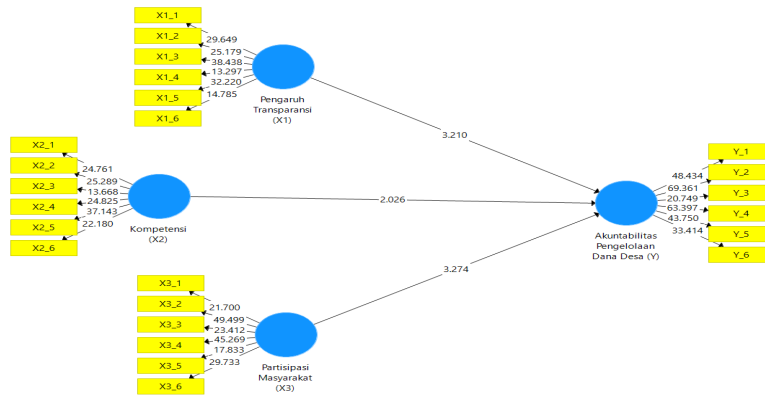 X1_1
X1_2
X1_3
X1_4
X1_5
X1_6
29.649
25.179
38.438
13.297
32.220
14.785
Pengaruh
Transparansi
(X1)
3.210
X2_1
X2_2
X2_3
X2_4
X2_5
X2_6
24.761
25.289
13.668
24.825
37.143
22.180
Kompetensi
(X2)
2.026
X3_1
X3_2
X3_3
X3_4
X3_5
X3_6
21.700
49.499
23.412
45.269
17.833
29.733
Partisipasi
Masyarakat
(X3)
3.274
Akuntabilitas
Pengelolaan
Dana Desa (Y)
48.434
69.361
20.749
63.397
43.750
33.414
Y_1
Y_2
Y_3
Y_4
Y_5
Y_6